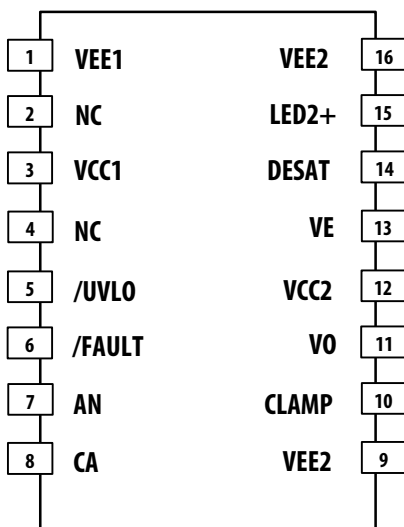 1 VEE1 VEE2 16
2 NC LED2+ 15
3 VCC1 DESAT 14
4 NC VE 13
5 /UVLO VCC2 12
6 /FAULT VO 11
7 AN CLAMP 10
8 CA VEE2 9